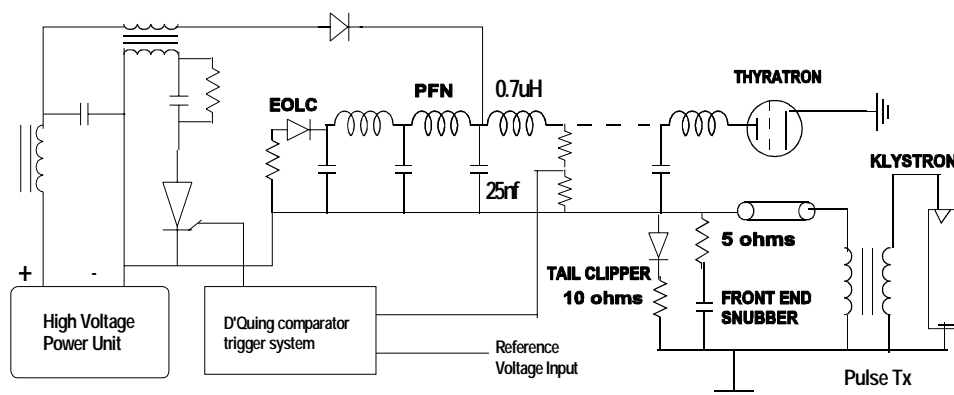 THYRATRON
EOLC
PFN
0.7uH
KLYSTRON
25nf
5 ohms
+
-
TAIL CLIPPER
10 ohms
FRONT END
SNUBBER
High Voltage
Power Unit
D'Quing comparator
trigger system
Reference
Voltage Input
Pulse Tx